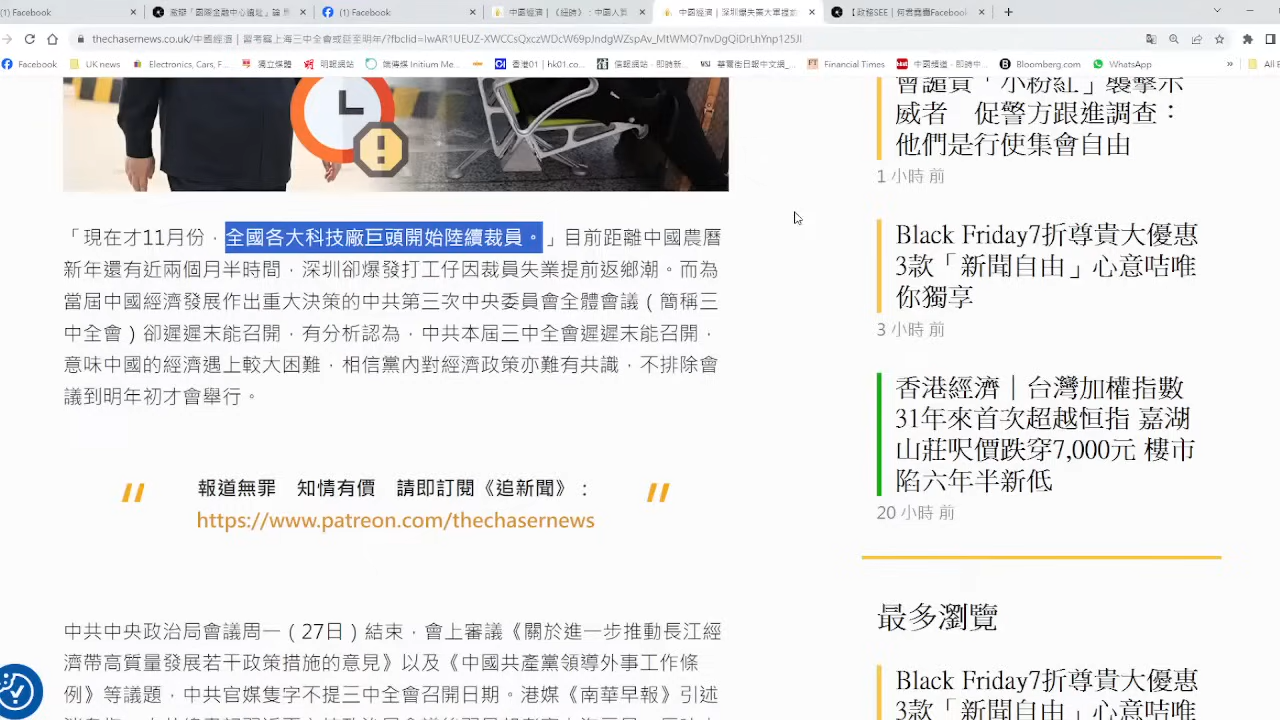 (1) Facebook
(1) Facebook
thechasernews.co.uk/中國經濟｜習考察上海三中全會或延至明年/?fbclid=IwAR1UEUZ-XWCCsQxczWDcW69pJndgWZspAv_MtWMO7nvDgQiDrLhYnp125JI
Facebook
UK news
Electronics, Cars, F...
獨立媒體
明報網站
端傳媒 Initium Me...
香港01 | hk01.c...
信報網站 - 即時新...
華爾街日報中文網_...
Financial Times
中國頻道 - 即時中...
Bloomberg.com
WhatsApp
»
All B
「現在才11月份，全國各大科技廠巨頭開始陸續裁員。」目前距離中國農曆
新年還有近兩個月半時間，深圳卻爆發打工仔因裁員失業提前返鄉潮。而為
當屆中國經濟發展作出重大決策的中共第三次中央委員會全體會議（簡稱三
中全會）卻遲遲未能召開，有分析認為，中共本屆三中全會遲遲未能召開，
意味中國的經濟遇上較大困難，相信黨內對經濟政策亦難有共識，不排除會
議到明年初才會舉行。
報道無罪　知情有價　請即訂閱《追新聞》：
https://www.patreon.com/thechasernews
中共中央政治局會議周一（27日）結束，會上審議《關於進一步推動長江經
濟帶高質量發展若干政策措施的意見》以及《中國共產黨領導外事工作條
例》等議題，中共官媒隻字不提三中全會召開日期。港媒《南華早報》引述
曾譴責「小粉紅」襲擊示
威者　促警方跟進調查：
他們是行使集會自由
1 小時 前
Black Friday7折尊貴大優惠
3款「新聞自由」心意咭唯
你獨享
3 小時 前
香港經濟｜台灣加權指數
31年來首次超越恒指 嘉湖
山莊呎價跌穿7,000元 樓市
陷六年半新低
20 小時 前
最多瀏覽
Black Friday7折尊貴大優惠
3款「新聞自由」心意咭唯